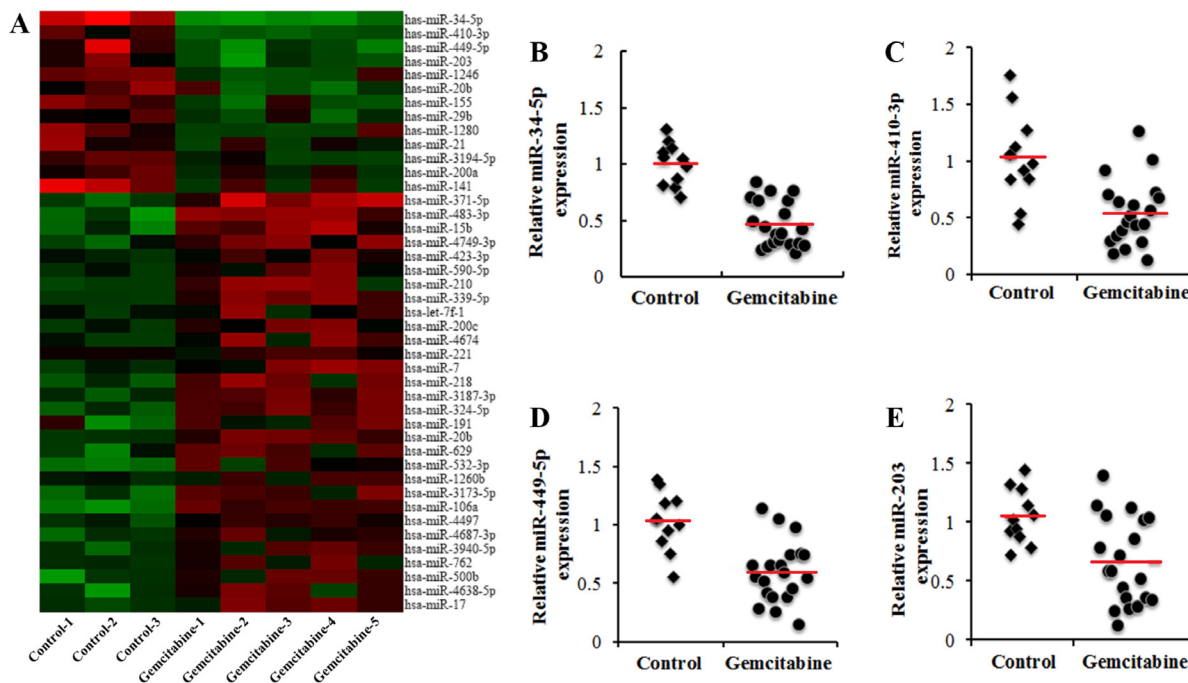 A
has-miR-34-5p
has-miR-410-3p
has-miR-449-5p
has-miR-203
has-miR-1246
has-miR-20b
has-miR-155
has-miR-29b
has-miR-1280
has-miR-21
has-miR-3194-5p
has-miR-200a
has-miR-141
hsa-miR-371-5p
hsa-miR-483-3p
hsa-miR-15b
hsa-miR-4749-3p
hsa-miR-423-3p
hsa-miR-590-5p
hsa-miR-210
hsa-miR-339-5p
hsa-let-7f-1
hsa-miR-200c
hsa-miR-4674
hsa-miR-221
hsa-miR-7
hsa-miR-218
hsa-miR-3187-3p
hsa-miR-324-5p
hsa-miR-191
hsa-miR-20b
hsa-miR-629
hsa-miR-532-3p
hsa-miR-1260b
hsa-miR-3173-5p
hsa-miR-106a
hsa-miR-4497
hsa-miR-4687-3p
hsa-miR-3940-5p
hsa-miR-762
hsa-miR-500b
hsa-miR-4638-5p
hsa-miR-17
Control-1
Control-2
Control-3
Gemcitabine-1
Gemcitabine-2
Gemcitabine-3
Gemcitabine-4
Gemcitabine-5
B
Relative miR-34-5p
expression
2
1.5
1
0.5
0
Control Gemcitabine
C
Relative miR-410-3p
expression
2
1.5
1
0.5
0
Control Gemcitabine
D
Relative miR-449-5p
expression
2
1.5
1
0.5
0
Control Gemcitabine
E
Relative miR-203
expression
2
1.5
1
0.5
0
Control Gemcitabine